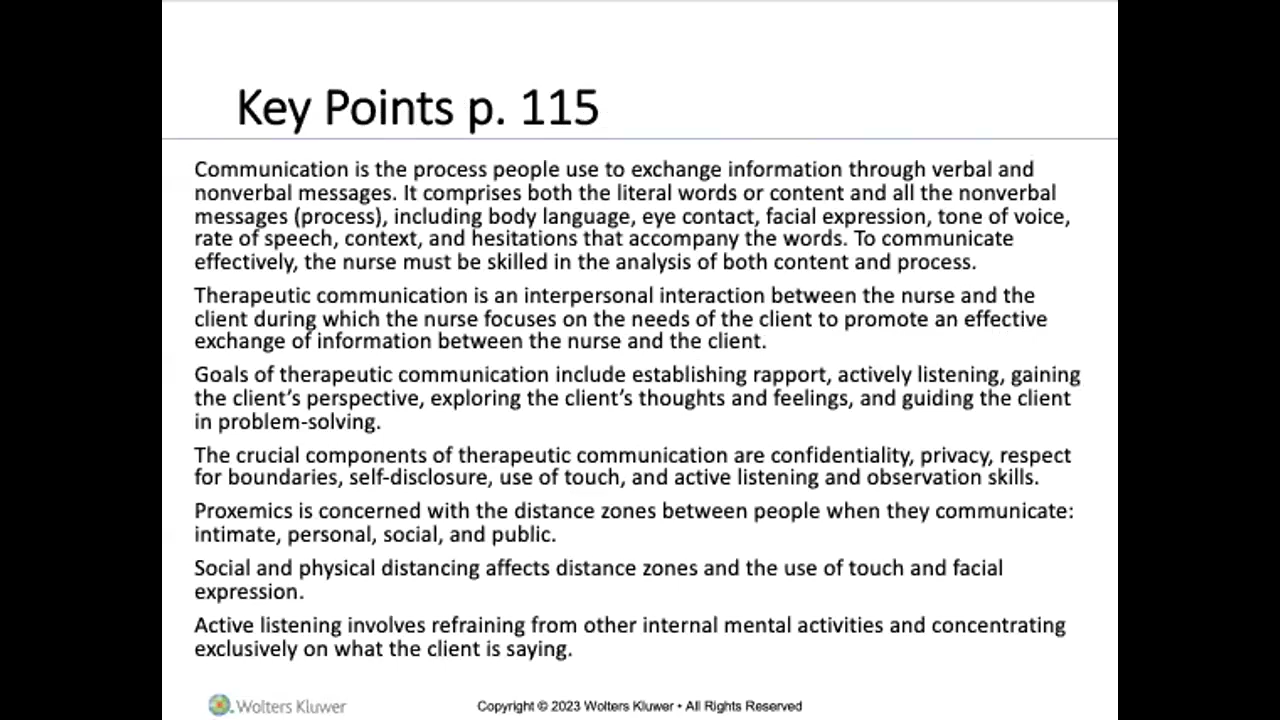 Key Points p. 115
Communication is the process people use to exchange information through verbal and
nonverbal messages. It comprises both the literal words or content and all the nonverbal
messages (process), including body language, eye contact, facial expression, tone of voice,
rate of speech, context, and hesitations that accompany the words. To communicate
effectively, the nurse must be skilled in the analysis of both content and process.
Therapeutic communication is an interpersonal interaction between the nurse and the
client during which the nurse focuses on the needs of the client to promote an effective
exchange of information between the nurse and the client.
Goals of therapeutic communication include establishing rapport, actively listening, gaining
the client’s perspective, exploring the client’s thoughts and feelings, and guiding the client
in problem-solving.
The crucial components of therapeutic communication are confidentiality, privacy, respect
for boundaries, self-disclosure, use of touch, and active listening and observation skills.
Proxemics is concerned with the distance zones between people when they communicate:
intimate, personal, social, and public.
Social and physical distancing affects distance zones and the use of touch and facial
expression.
Active listening involves refraining from other internal mental activities and concentrating
exclusively on what the client is saying.
Wolters Kluwer
Copyright © 2023 Wolters Kluwer • All Rights Reserved